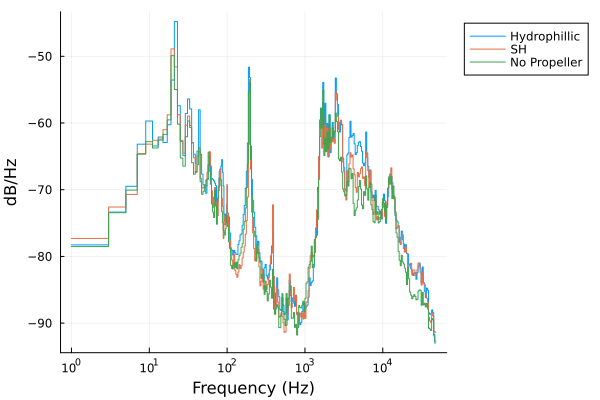 Hydrophillic
SH
No Propeller
dB/Hz
−50
−60
−70
−80
−90
10⁰
10¹
10²
10³
10⁴
Frequency (Hz)